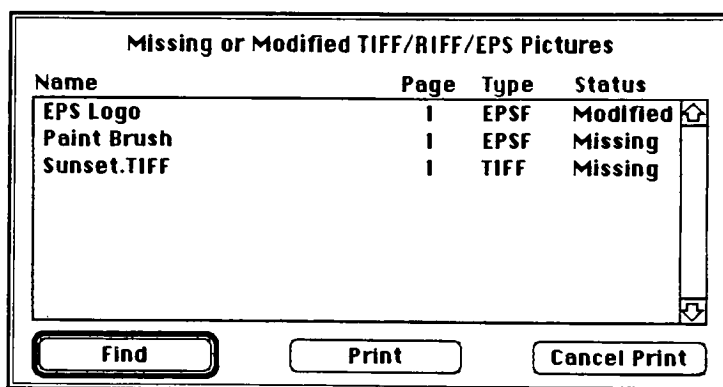 Missing or Modified TIFF/RIFF/EPS Pictures
Name Page Type Status
EPS Logo 1 EPSF Modified
Paint Brush 1 EPSF Missing
Sunset.TIFF 1 TIFF Missing
Find Print Cancel Print